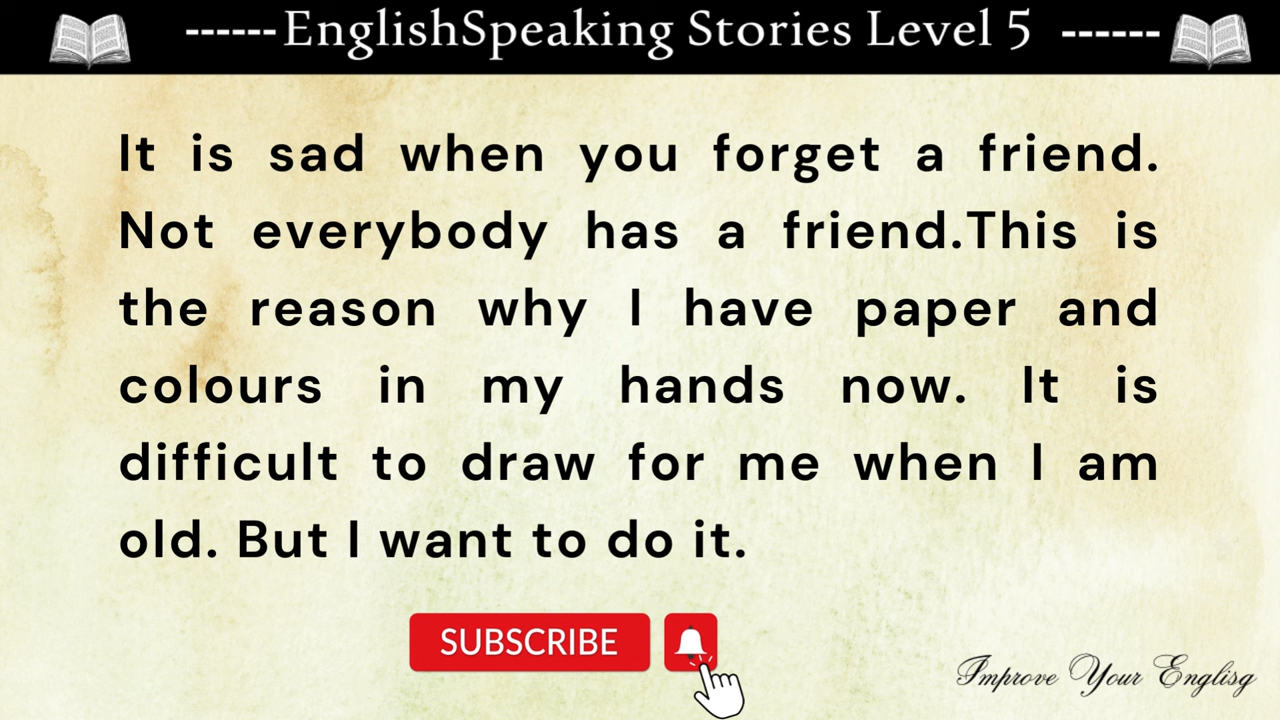 ------EnglishSpeaking Stories Level 5 ------
It is sad when you forget a friend.
Not everybody has a friend.This is
the reason why I have paper and
colours in my hands now. It is
difficult to draw for me when I am
old. But I want to do it.
SUBSCRIBE
Improve Your Englisg